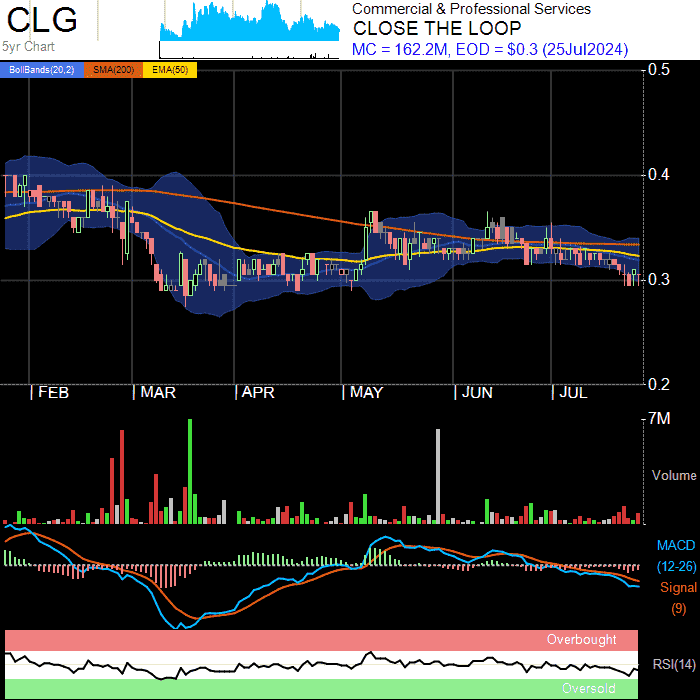 CLG
5yr Chart
Commercial & Professional Services
CLOSE THE LOOP
MC = 162.2M, EOD = $0.3 (25Jul2024)
BollBands(20,2) SMA(200) EMA(50)
0.5
0.4
0.3
0.2
FEB MAR APR MAY JUN JUL
7M
Volume
MACD
(12-26)
Signal
(9)
Overbought
RSI(14)
Oversold